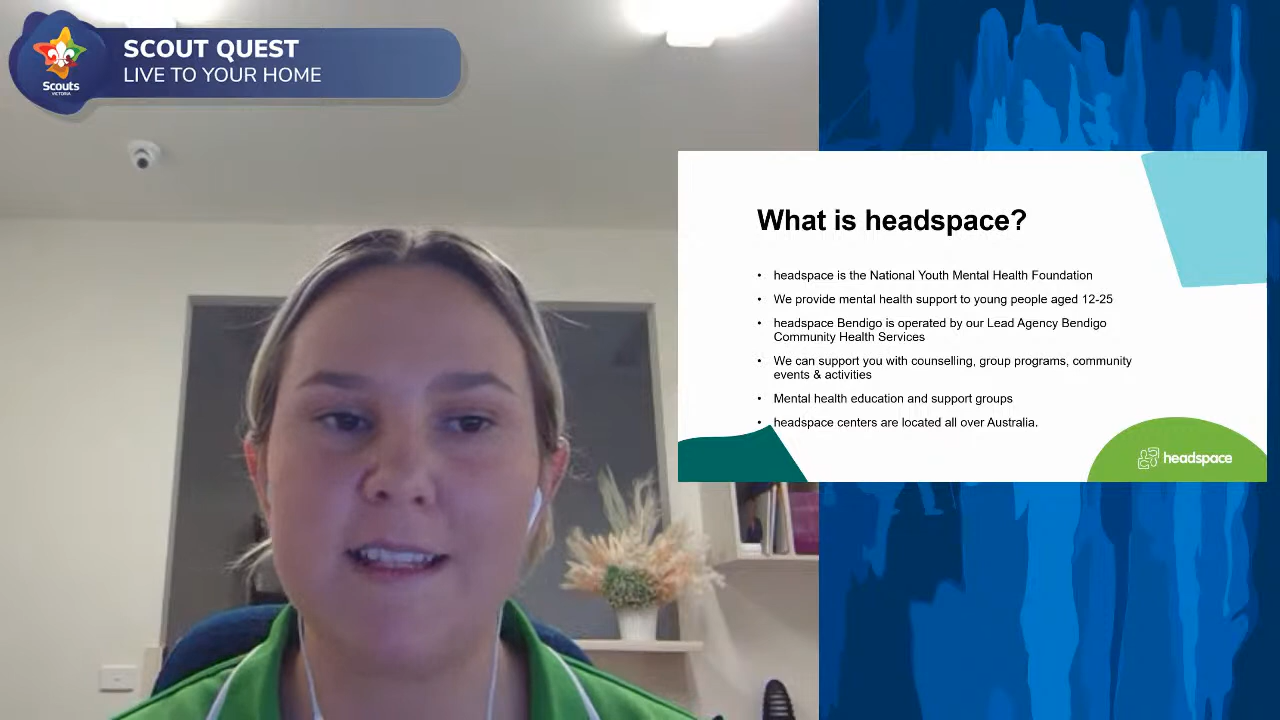 SCOUT QUEST
LIVE TO YOUR HOME
Scouts
VICTORIA
What is headspace?
• headspace is the National Youth Mental Health Foundation
• We provide mental health support to young people aged 12-25
• headspace Bendigo is operated by our Lead Agency Bendigo
Community Health Services
• We can support you with counselling, group programs, community
events & activities
• Mental health education and support groups
• headspace centers are located all over Australia.
headspace